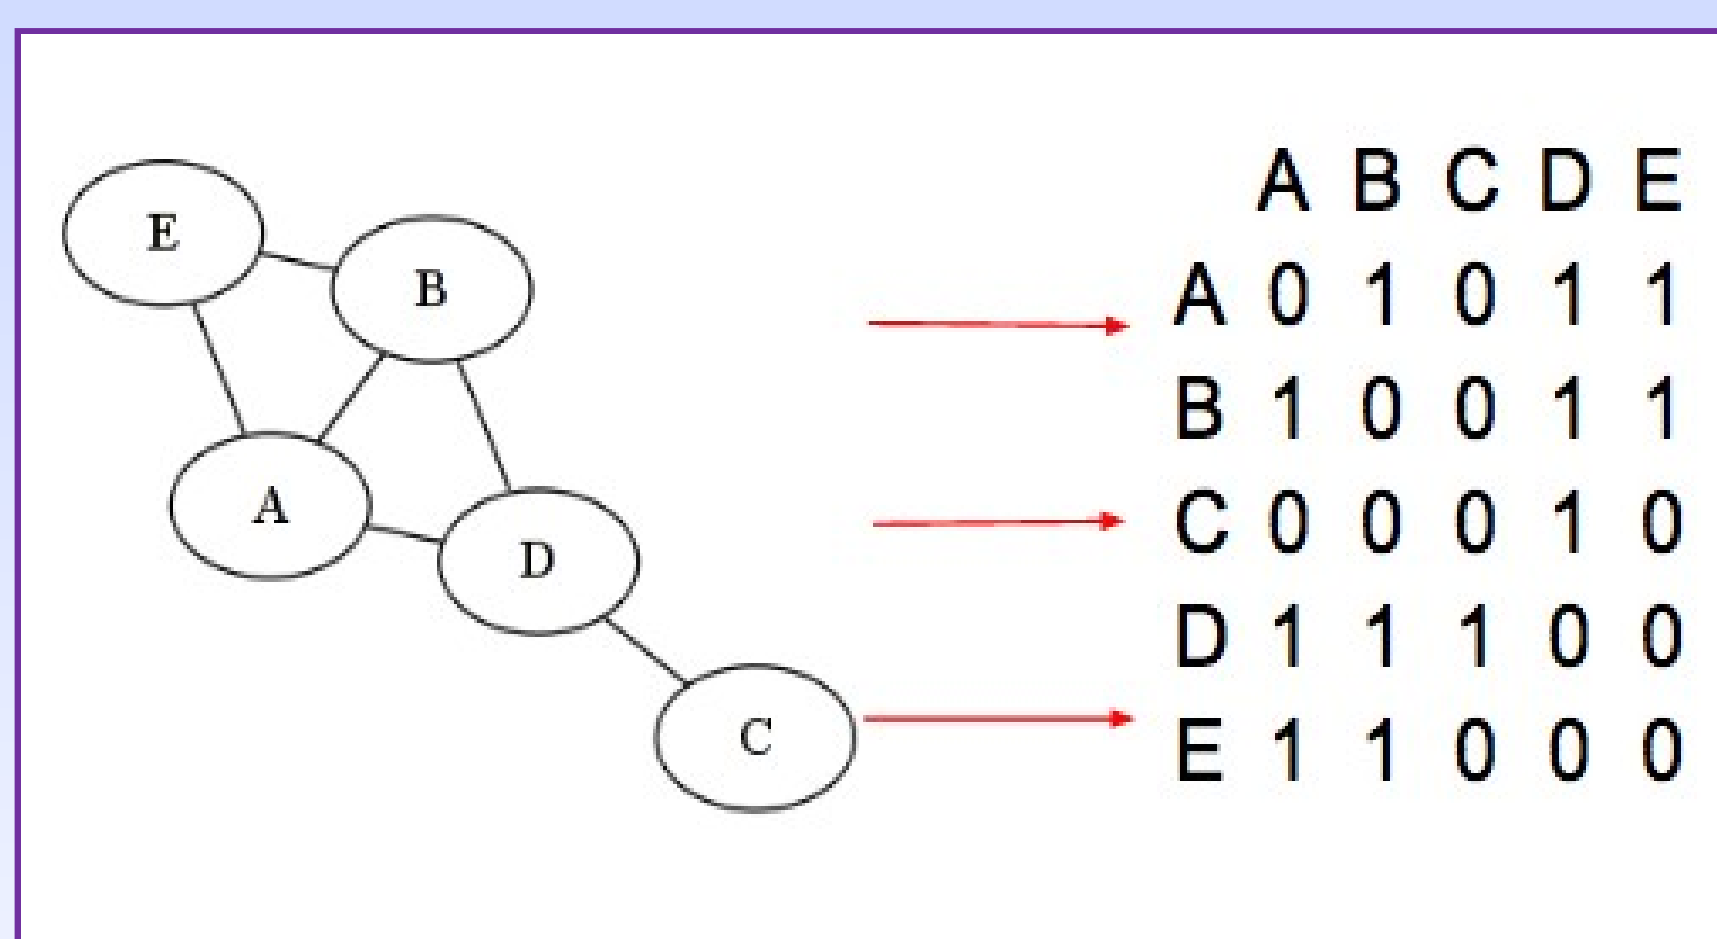 E
B
A
D
C
A B C D E
A 0 1 0 1 1
B 1 0 0 1 1
C 0 0 0 1 0
D 1 1 1 0 0
E 1 1 0 0 0